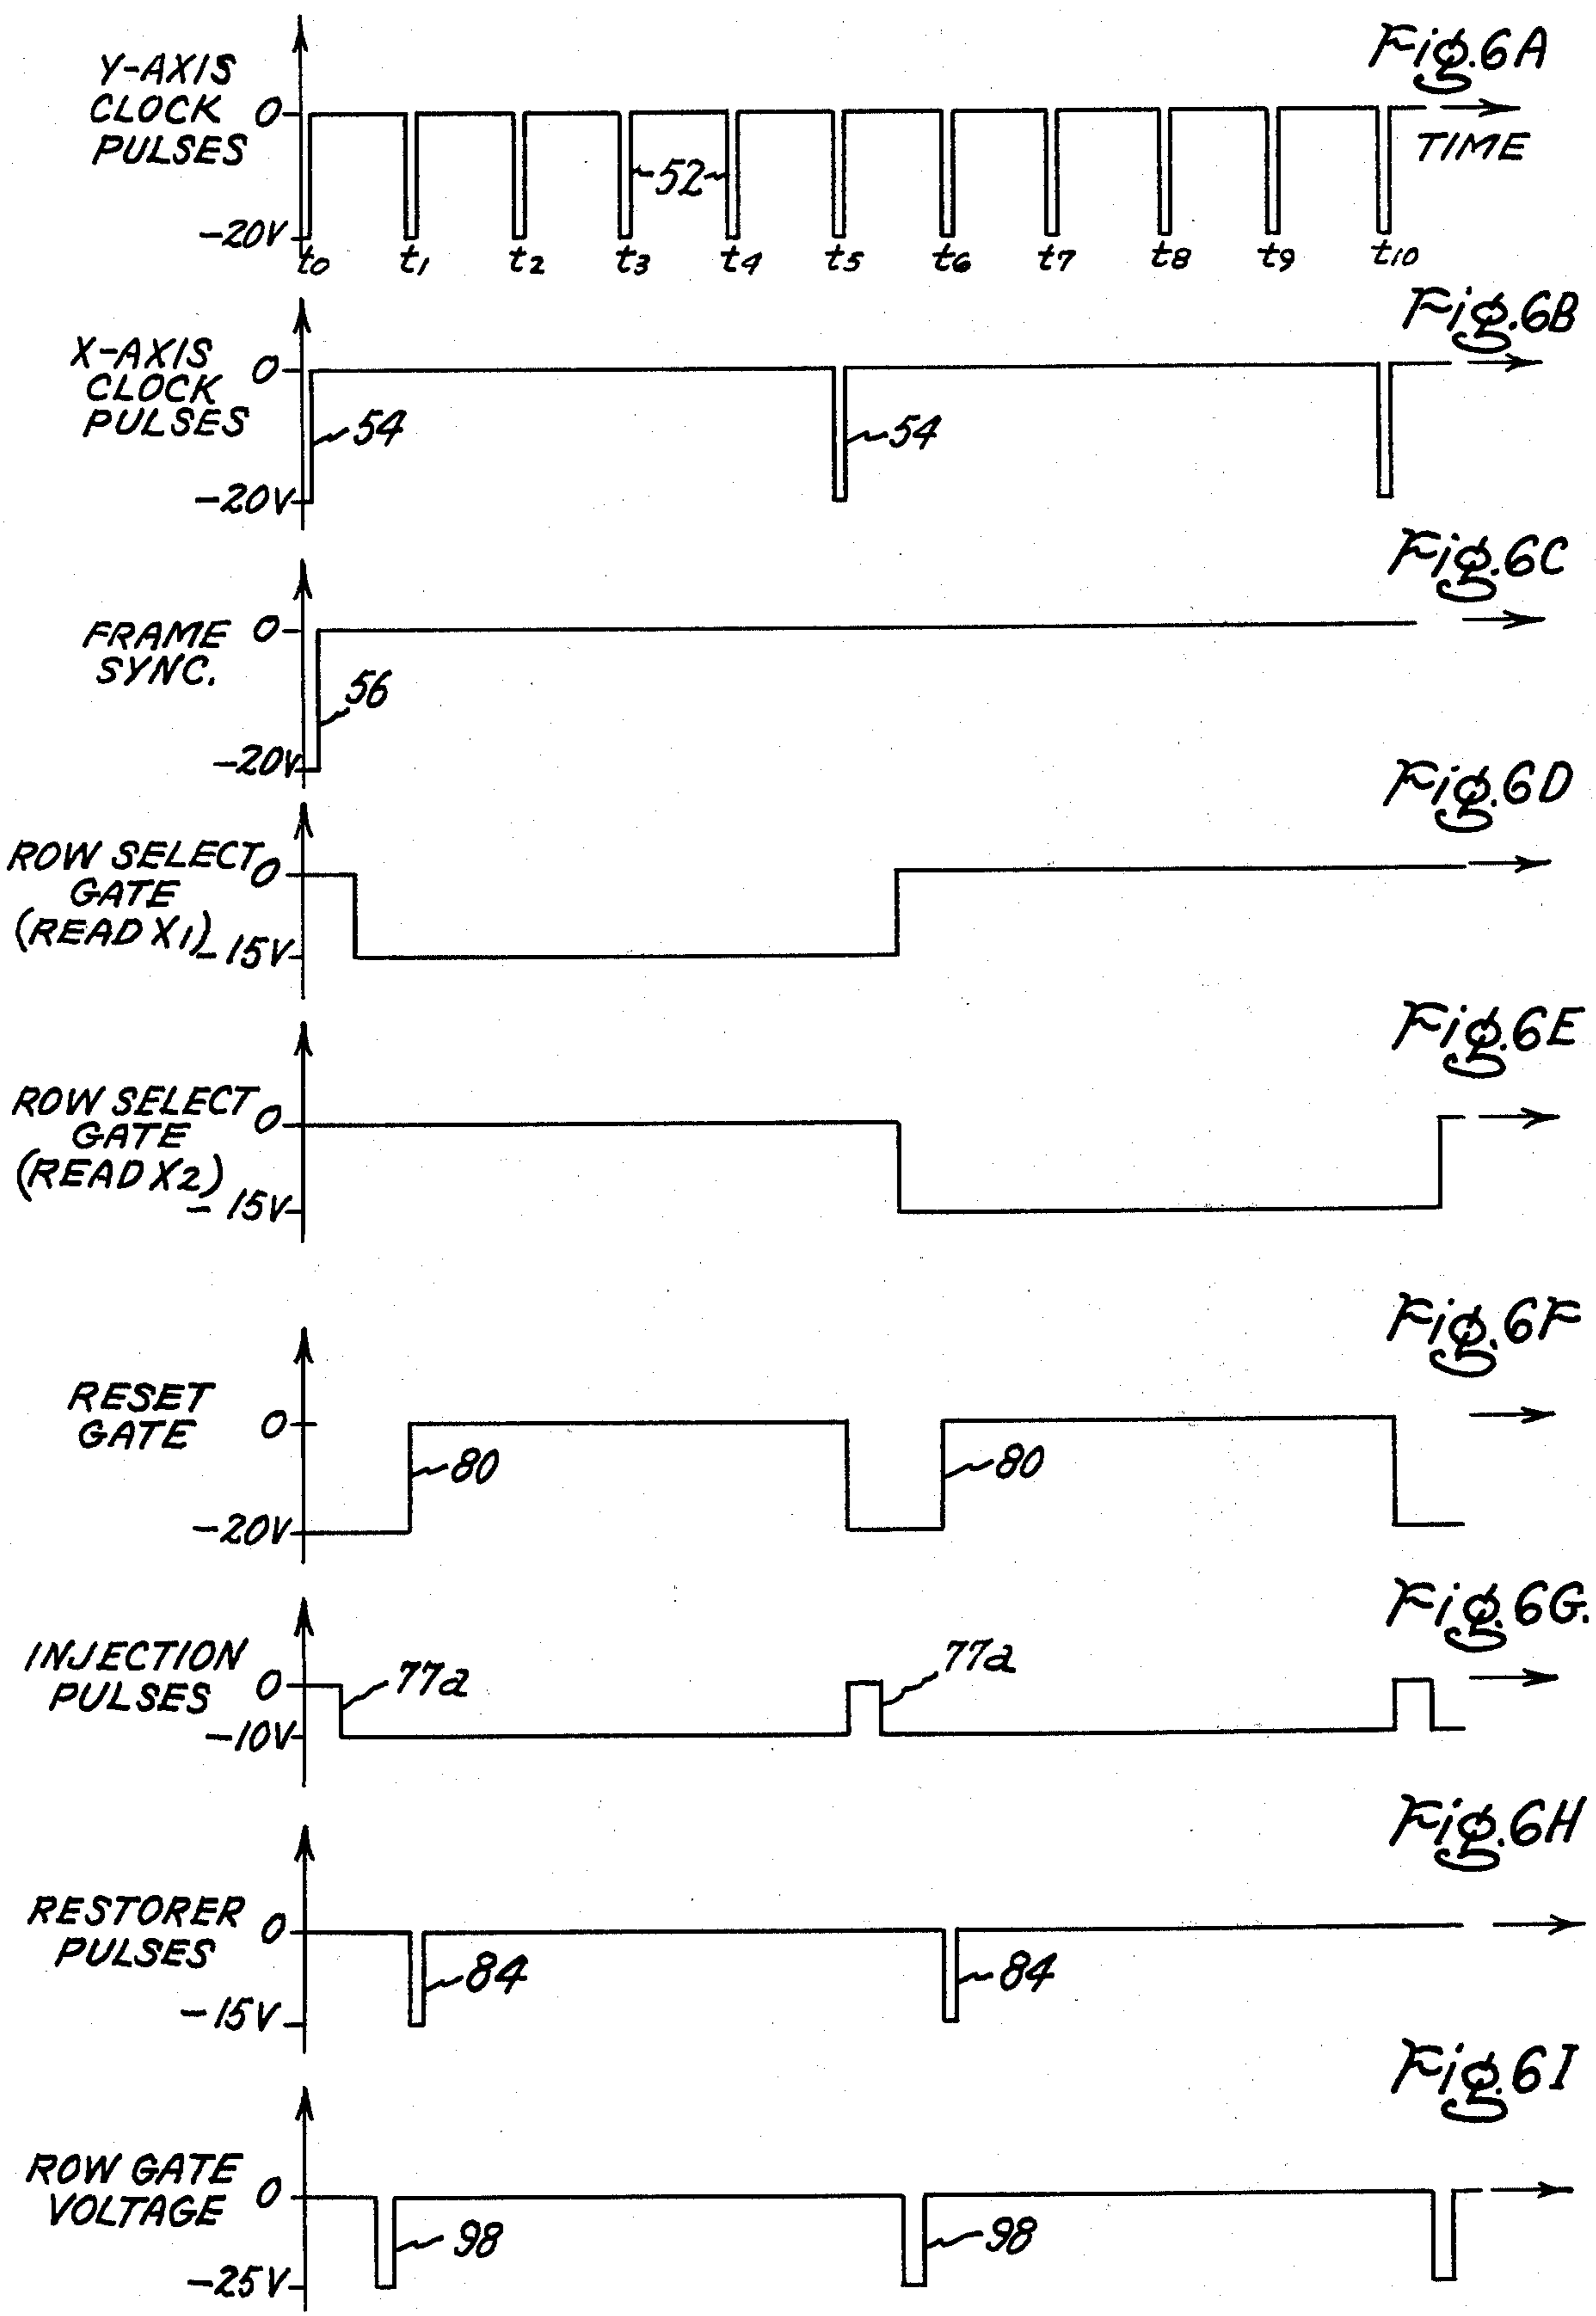 Fig. 6A
Y-AXIS
CLOCK
PULSES
0
-20V
52
TIME
t0 t1 t2 t3 t4 t5 t6 t7 t8 t9 t10
Fig. 6B
X-AXIS
CLOCK
PULSES
0
-20V
54
54
Fig. 6C
FRAME
SYNC.
0
-20V
56
Fig. 6D
ROW SELECT
GATE
(READ X1)
0
-15V
Fig. 6E
ROW SELECT
GATE
(READ X2)
0
-15V
Fig. 6F
RESET
GATE
0
-20V
80
80
Fig. 6G.
INJECTION
PULSES
0
-10V
77a
77a
Fig. 6H
RESTORER
PULSES
0
-15V
84
84
Fig. 6I
ROW GATE
VOLTAGE
0
-25V
98
98